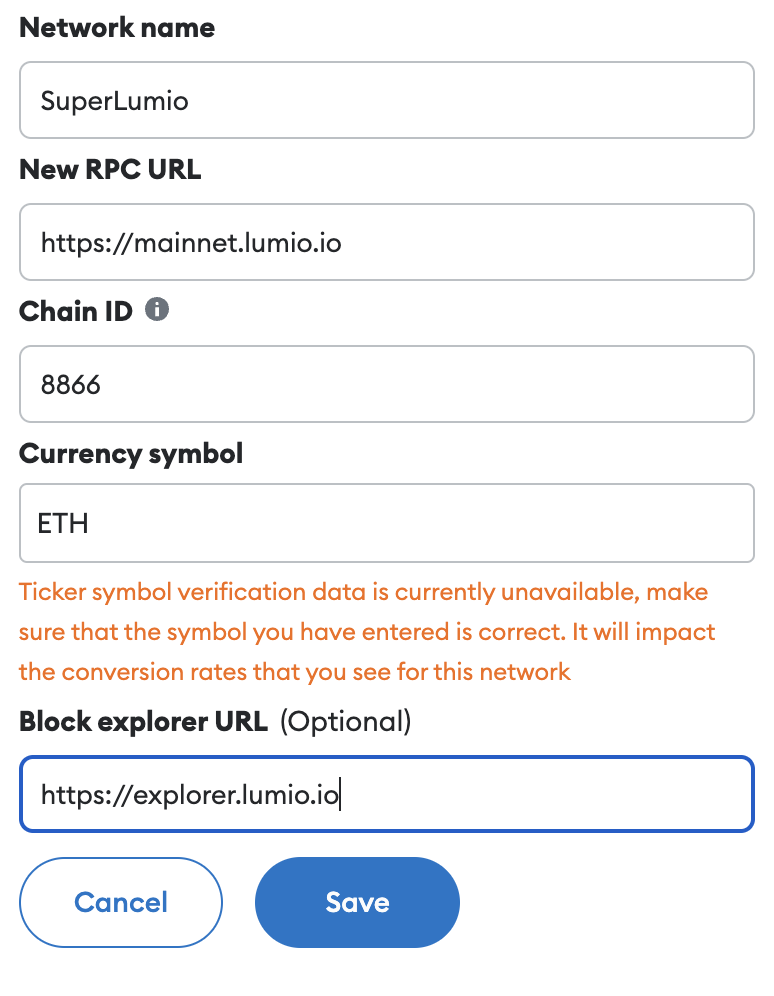 Network name
SuperLumio
New RPC URL
https://mainnet.lumio.io
Chain ID
8866
Currency symbol
ETH
Ticker symbol verification data is currently unavailable, make
sure that the symbol you have entered is correct. It will impact
the conversion rates that you see for this network
Block explorer URL (Optional)
https://explorer.lumio.io
Cancel Save